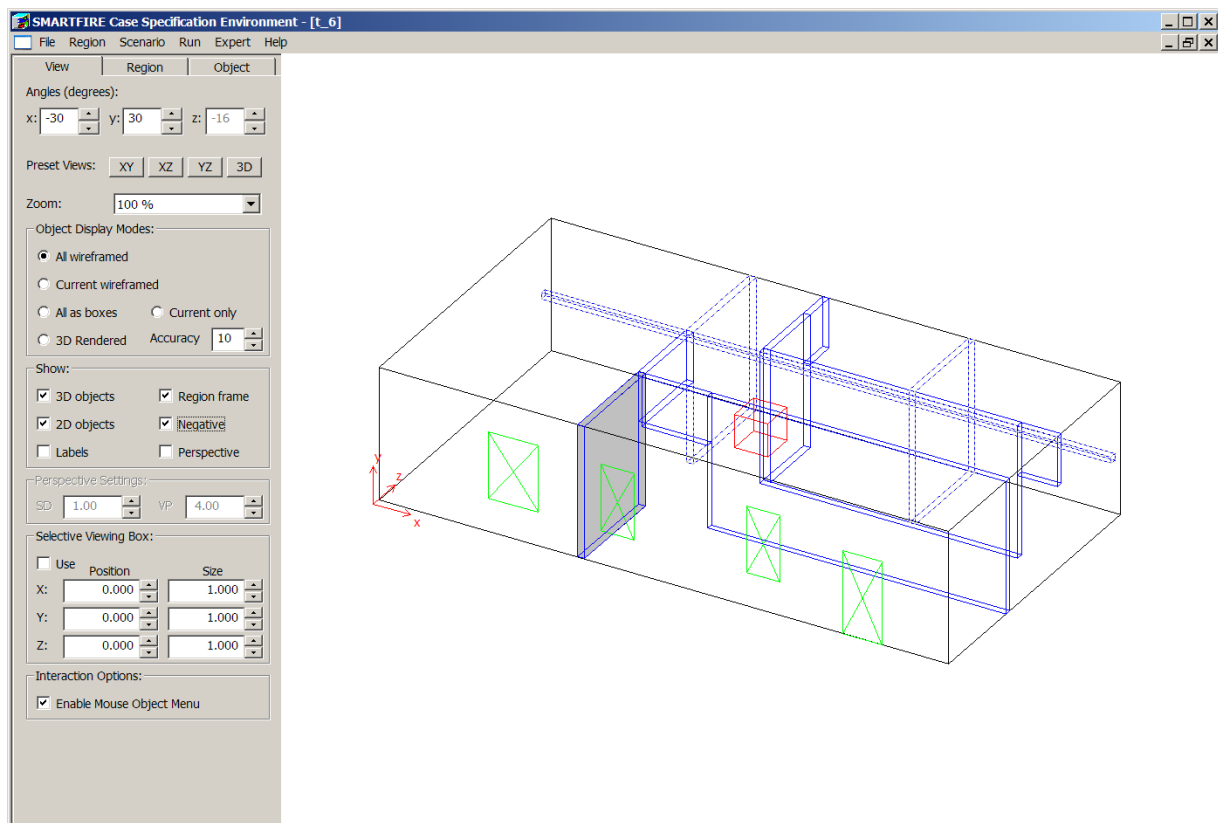 SMARTFIRE Case Specification Environment - [t_6]
File Region Scenario Run Expert Help
View Region Object
Angles (degrees):
x: -30 y: 30 z: -16
Preset Views: XY XZ YZ 3D
Zoom: 100 %
Object Display Modes:
All wireframed
Current wireframed
All as boxes Current only
3D Rendered Accuracy 10
Show:
3D objects Region frame
2D objects Negative
Labels Perspective
Perspective Settings:
SD 1.00 VP 4.00
Selective Viewing Box:
Use Position Size
X: 0.000 1.000
Y: 0.000 1.000
Z: 0.000 1.000
Interaction Options:
Enable Mouse Object Menu
y
z
x